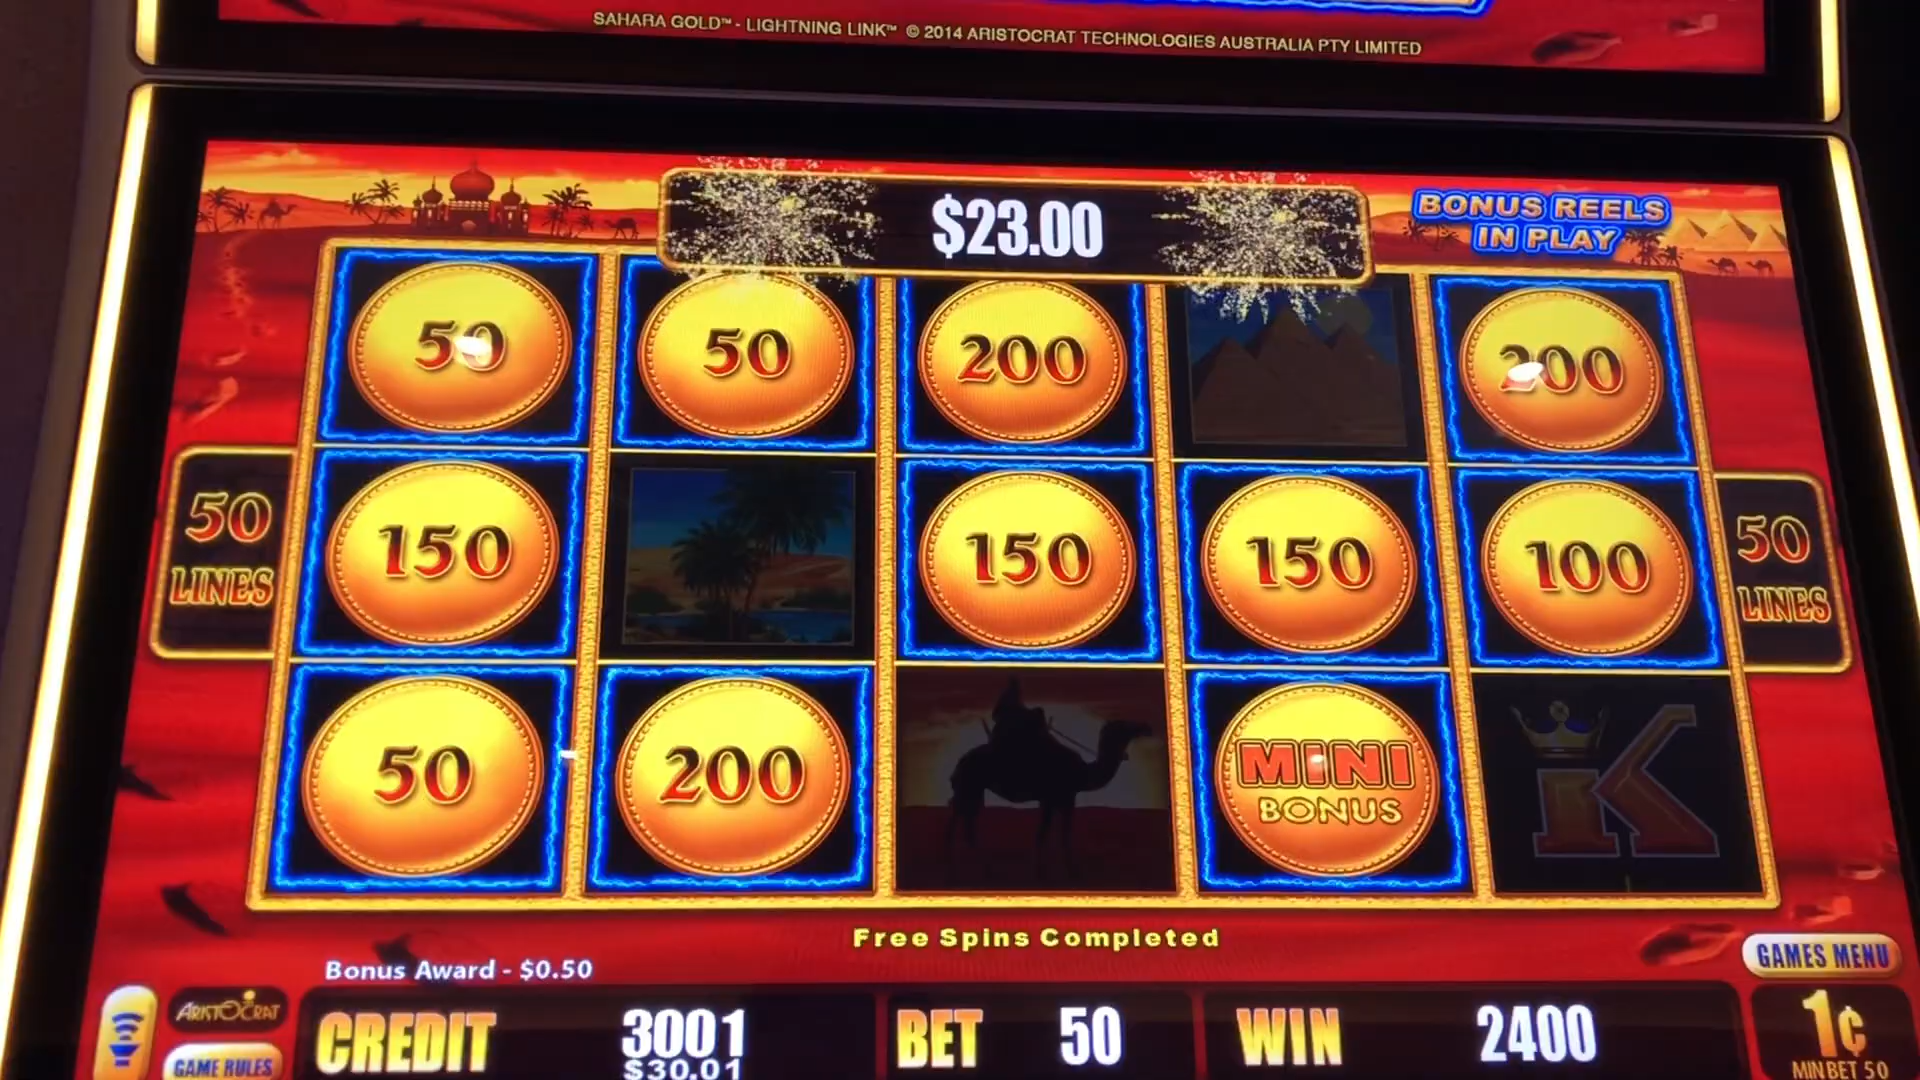 SAHARA GOLD™ - LIGHTNING LINK™ © 2014 ARISTOCRAT TECHNOLOGIES AUSTRALIA PTY LIMITED
$23.00
BONUS REELS
IN PLAY
50 50 200 200
150 150 150 100
50 LINES
50 LINES
50 200 MINI BONUS K
Free Spins Completed
Bonus Award - $0.50
GAMES MENU
ARISTOCRAT
GAME RULES
CREDIT 3001
$30.01
BET 50
WIN 2400
1¢
MIN BET 50